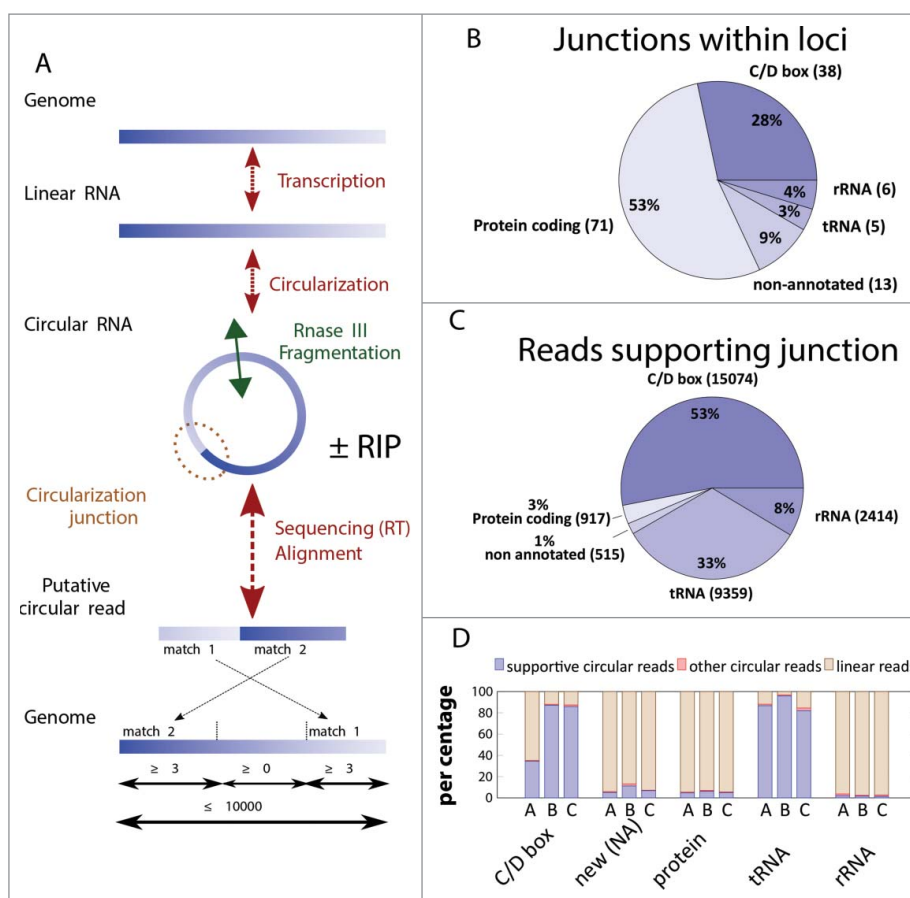 A
Genome
Transcription
Linear RNA
Circularization
Circular RNA
Rnase III
Fragmentation
± RIP
Circularization
junction
Sequencing (RT)
Alignment
Putative
circular read
match 1
match 2
Genome
match 2
match 1
≥ 3
≥ 0
≥ 3
≤ 10000
B
Junctions within loci
C/D box (38)
28%
rRNA (6)
4%
3%
tRNA (5)
9%
non-annotated (13)
53%
Protein coding (71)
C
Reads supporting junction
C/D box (15074)
53%
3%
Protein coding (917)
1%
non annotated (515)
8%
rRNA (2414)
33%
tRNA (9359)
D
supportive circular reads
other circular reads
linear read
per centage
100
80
60
40
20
0
A B C
A B C
A B C
A B C
A B C
C/D box
new (NA)
protein
tRNA
rRNA